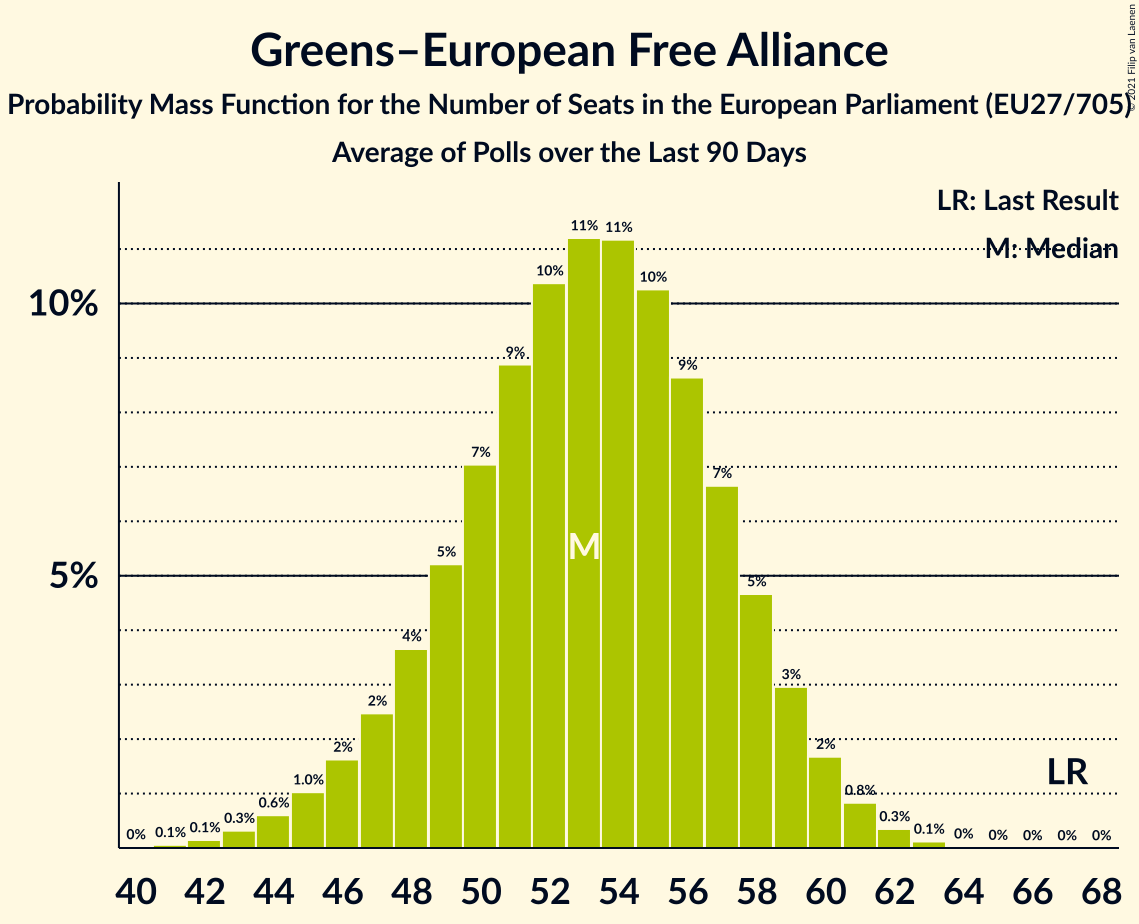 Greens–European Free Alliance
Probability Mass Function for the Number of Seats in the European Parliament (EU27/705)
Average of Polls over the Last 90 Days
© 2021 Filip van Laenen
LR: Last Result
M: Median
10%
5%
0% 0.1% 0.1% 0.3% 0.6% 1.0% 2% 2% 4% 5% 7% 9% 10% 11% 11% 10% 9% 7% 5% 3% 2% 0.8% 0.3% 0.1% 0% 0% 0% 0% 0%
M
LR
40 42 44 46 48 50 52 54 56 58 60 62 64 66 68